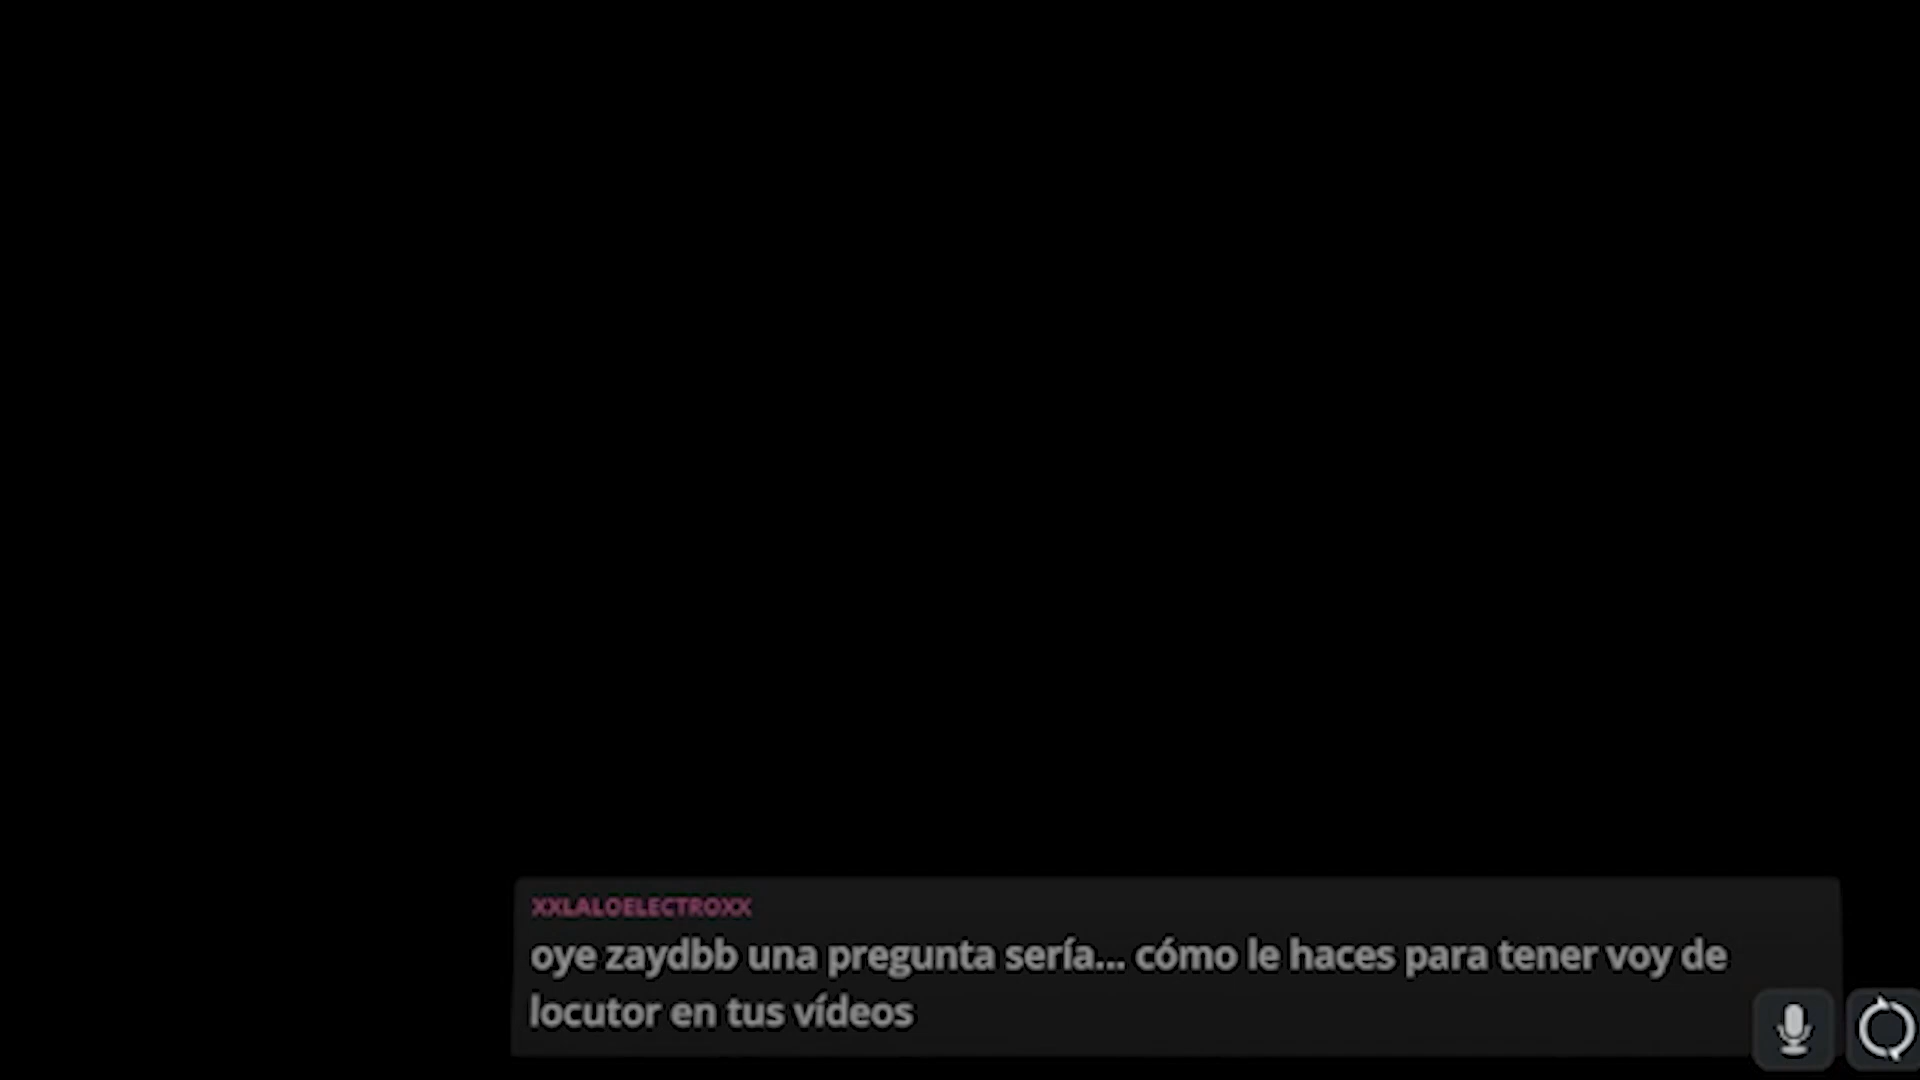 XXLALOELECTROXX
oye zaydbb una pregunta sería... cómo le haces para tener voy de
locutor en tus vídeos